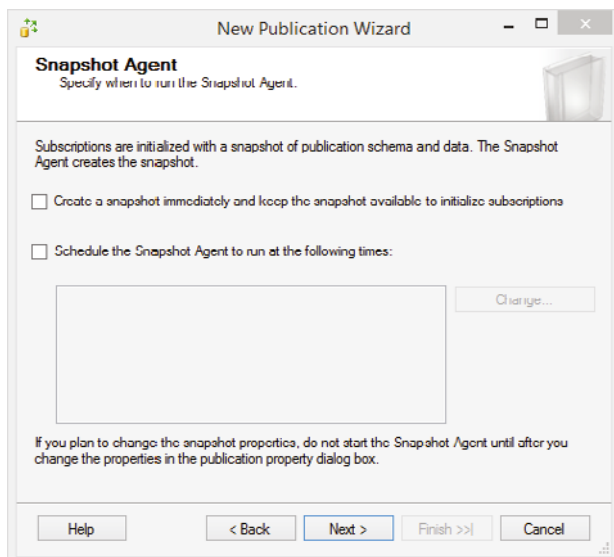 New Publication Wizard
Snapshot Agent
Specify when to run the Snapshot Agent.
Subscriptions are initialized with a snapshot of publication schema and data. The Snapshot
Agent creates the snapshot.
Create a snapshot immediately and keep the snapshot available to initialize subscriptions
Schedule the Snapshot Agent to run at the following times:
Change...
If you plan to change the snapshot properties, do not start the Snapshot Agent until after you
change the properties in the publication property dialog box.
Help
< Back
Next >
Finish >>|
Cancel